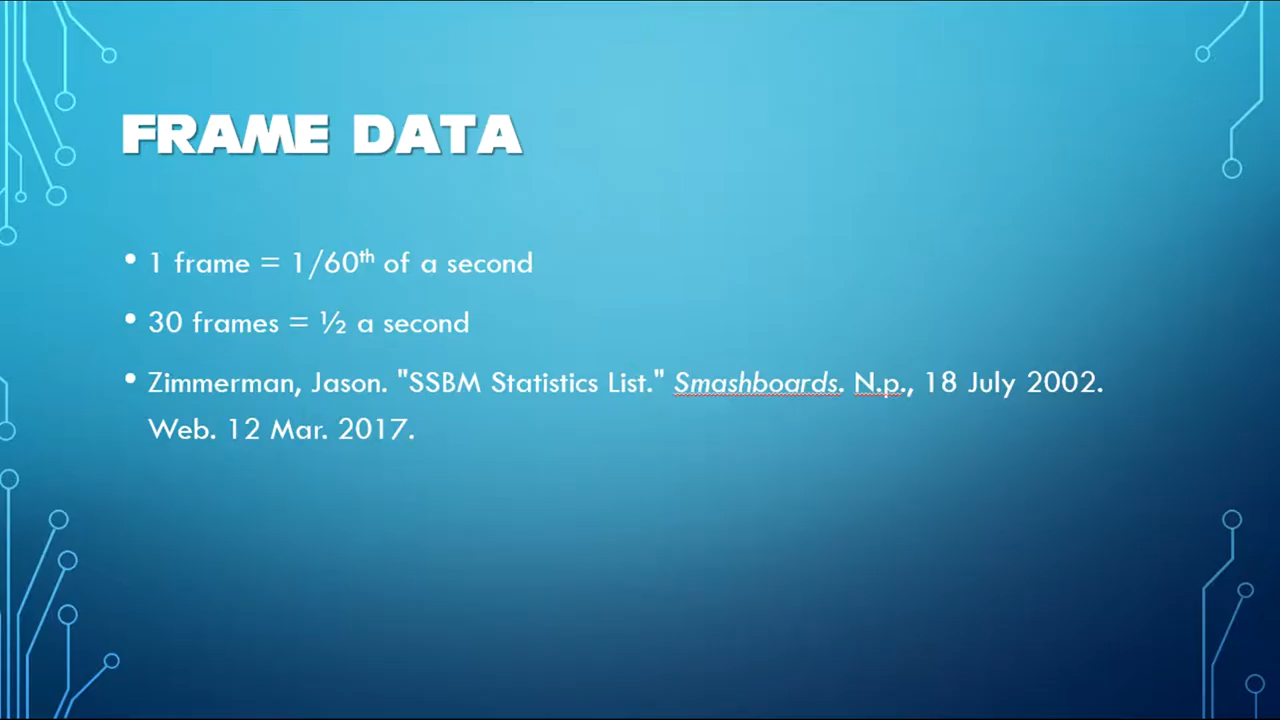 FRAME DATA
• 1 frame = 1/60th of a second
• 30 frames = ½ a second
• Zimmerman, Jason. "SSBM Statistics List." Smashboards. N.p., 18 July 2002.
Web. 12 Mar. 2017.